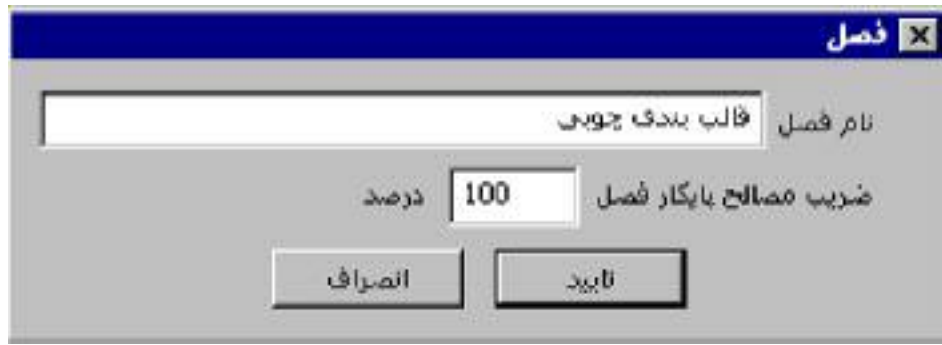 فصل
نام فصل قالب بندی چوبی
ضریب مصالح پایکار فصل 100 درصد
تایید انصراف